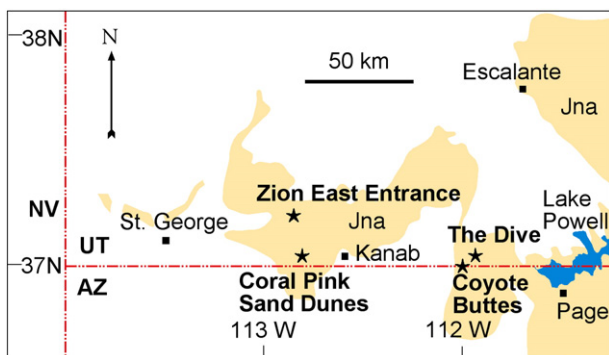 38N
N
50 km
Escalante
Jna
Zion East Entrance
NV
St. George
Jna
Lake
Powell
UT
Kanab
The Dive
37N
AZ
Coral Pink
Sand Dunes
Coyote
Buttes
Page
113 W
112 W